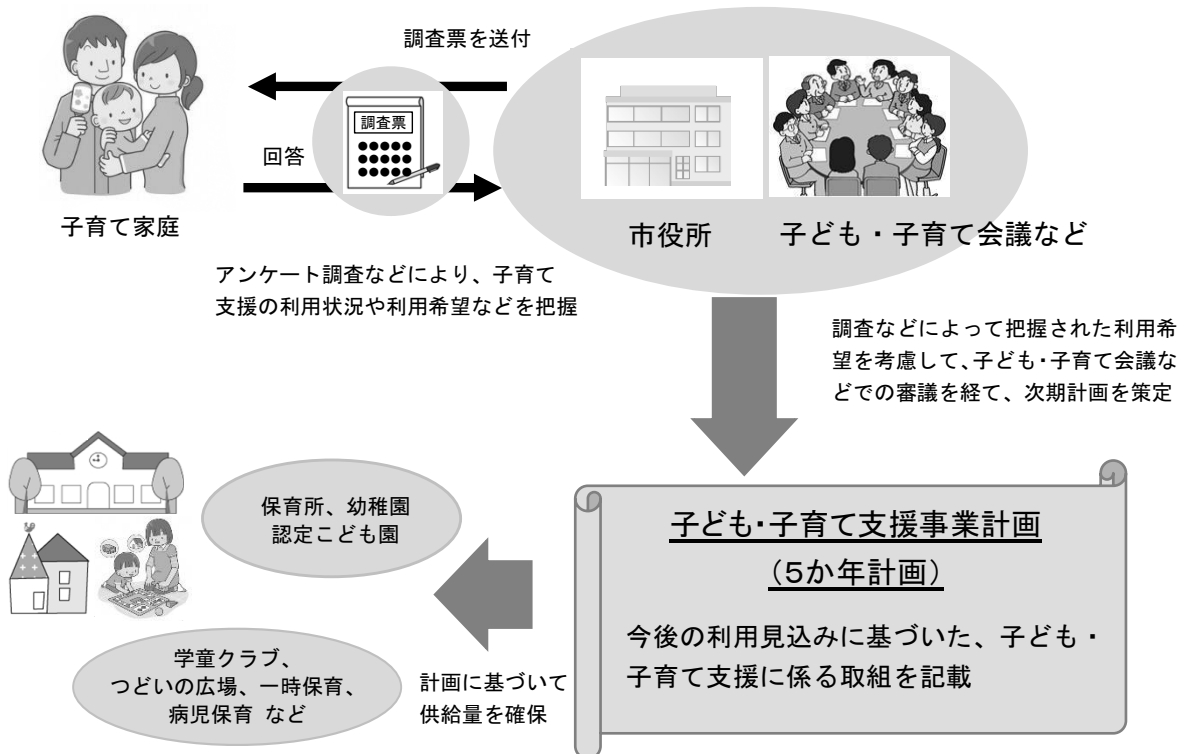 調査票を送付
調査票
回答
子育て家庭
市役所
子ども・子育て会議など
アンケート調査などにより、子育て
支援の利用状況や利用希望などを把握
調査などによって把握された利用希
望を考慮して、子ども・子育て会議な
どでの審議を経て、次期計画を策定
子ども・子育て支援事業計画
（５か年計画）
今後の利用見込みに基づいた、子ども・
子育て支援に係る取組を記載
計画に基づいて
供給量を確保
保育所、幼稚園
認定こども園
学童クラブ、
つどいの広場、一時保育、
病児保育 など